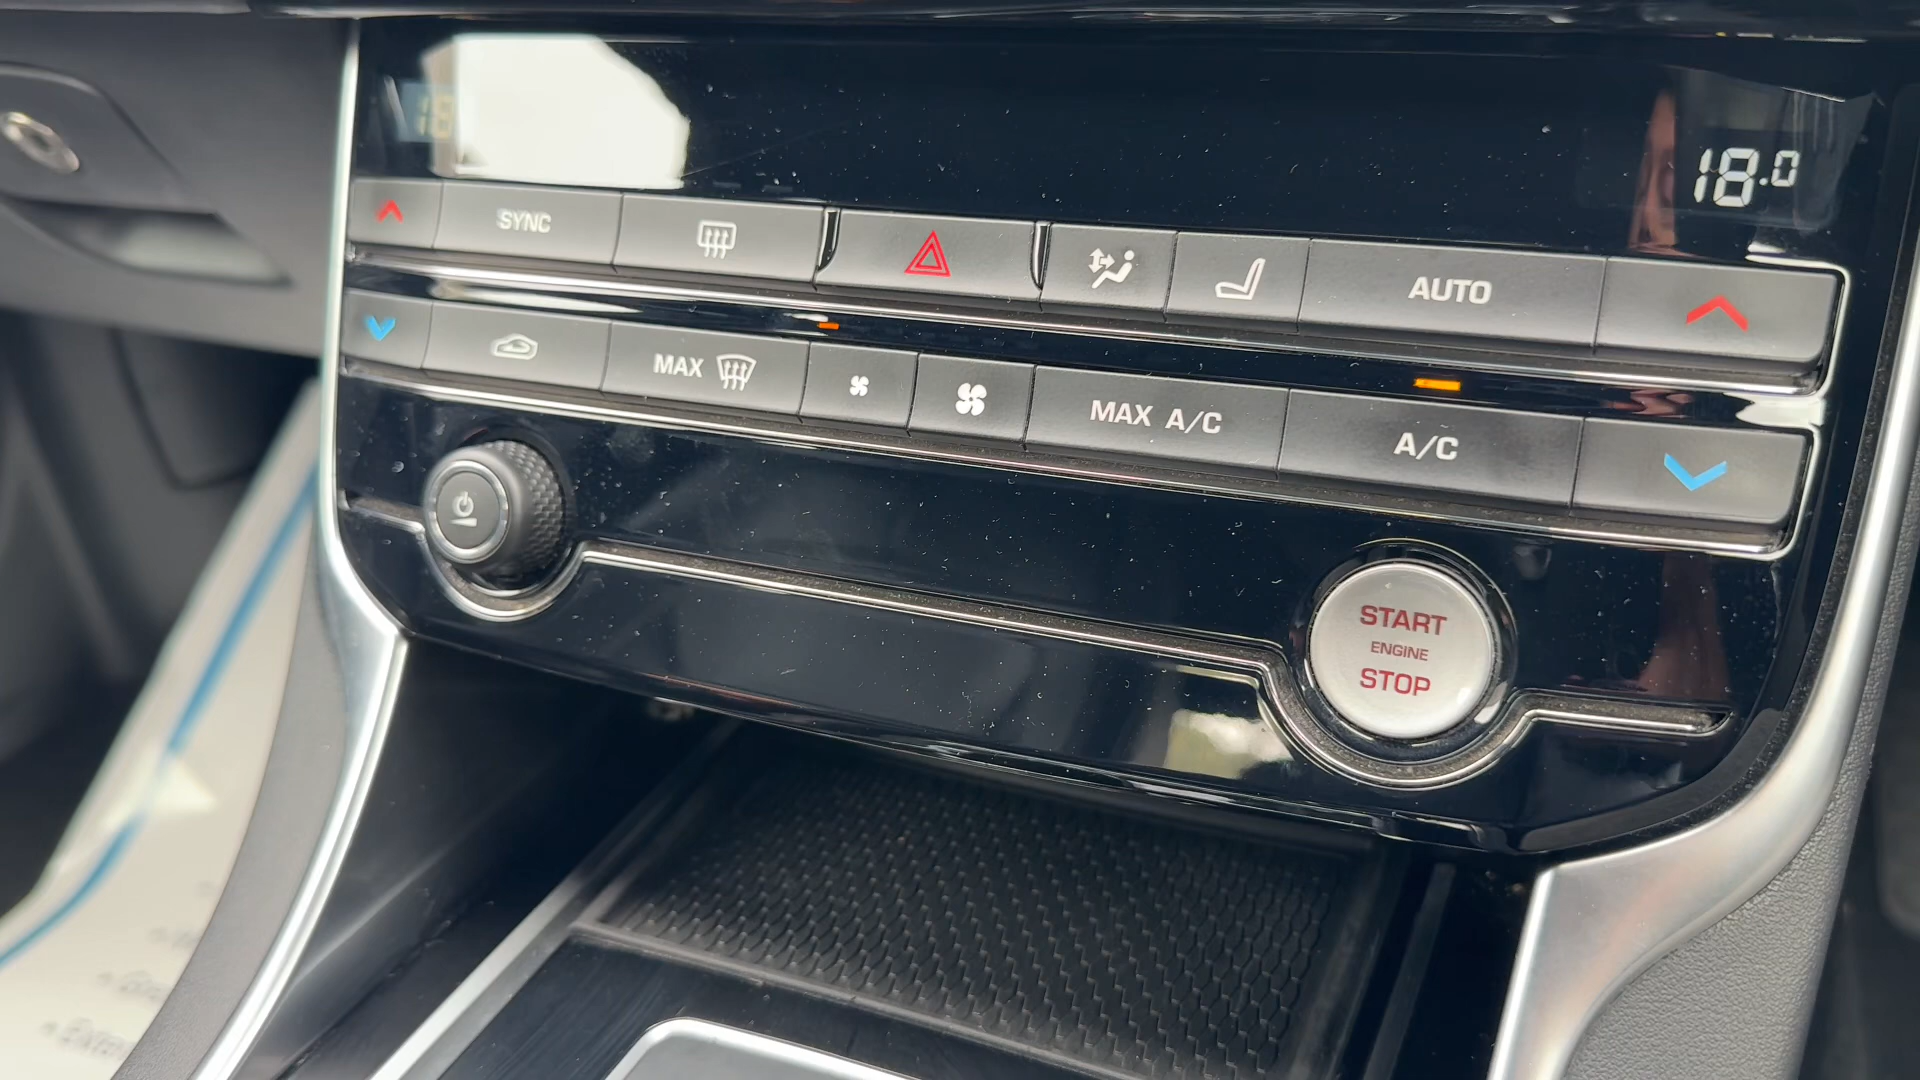 18.0
SYNC
AUTO
MAX
MAX A/C
A/C
START
ENGINE
STOP